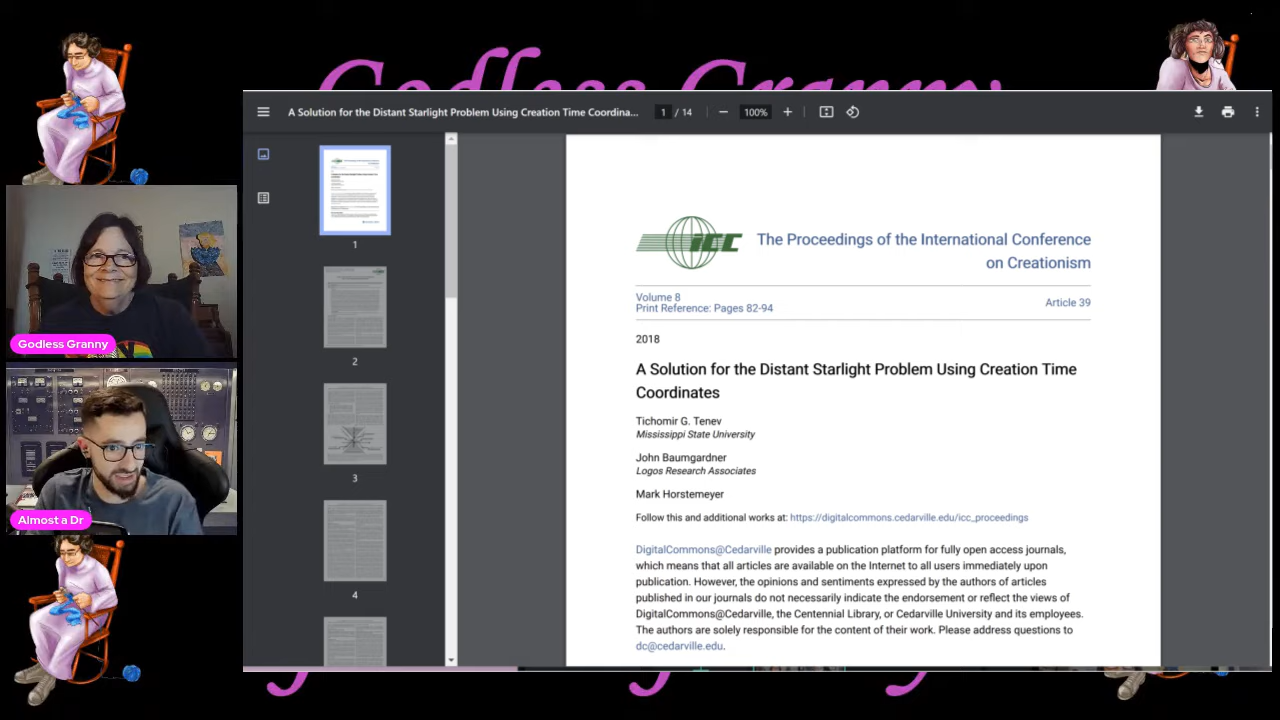 Godless Granny
A Solution for the Distant Starlight Problem Using Creation Time Coordina...
1 / 14
100%
1
2
3
4
icc
The Proceedings of the International Conference
on Creationism
Volume 8
Print Reference: Pages 82-94
Article 39
2018
A Solution for the Distant Starlight Problem Using Creation Time
Coordinates
Tichomir G. Tenev
Mississippi State University
John Baumgardner
Logos Research Associates
Mark Horstemeyer
Follow this and additional works at: https://digitalcommons.cedarville.edu/icc_proceedings
DigitalCommons@Cedarville provides a publication platform for fully open access journals,
which means that all articles are available on the Internet to all users immediately upon
publication. However, the opinions and sentiments expressed by the authors of articles
published in our journals do not necessarily indicate the endorsement or reflect the views of
DigitalCommons@Cedarville, the Centennial Library, or Cedarville University and its employees.
The authors are solely responsible for the content of their work. Please address questions to
dc@cedarville.edu.
Godless Granny
Almost a Dr